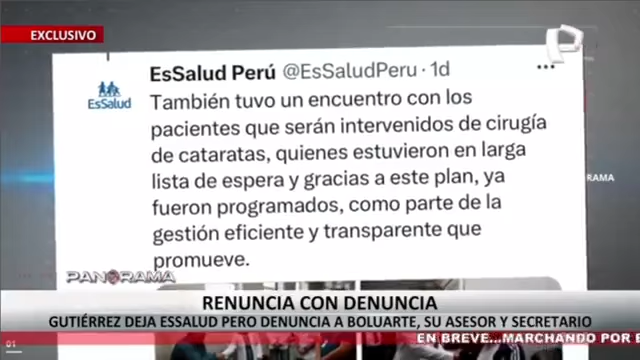 EXCLUSIVO
EsSalud Perú @EsSaludPeru · 1d
EsSalud
También tuvo un encuentro con los
pacientes que serán intervenidos de cirugía
de cataratas, quienes estuvieron en larga
lista de espera y gracias a este plan, ya
fueron programados, como parte de la
gestión eficiente y transparente que
promueve.
RAMA
PANORAMA
RENUNCIA CON DENUNCIA
GUTIÉRREZ DEJA ESSALUD PERO DENUNCIA A BOLUARTE, SU ASESOR Y SECRETARIO
01
EN BREVE...MARCHANDO POR E